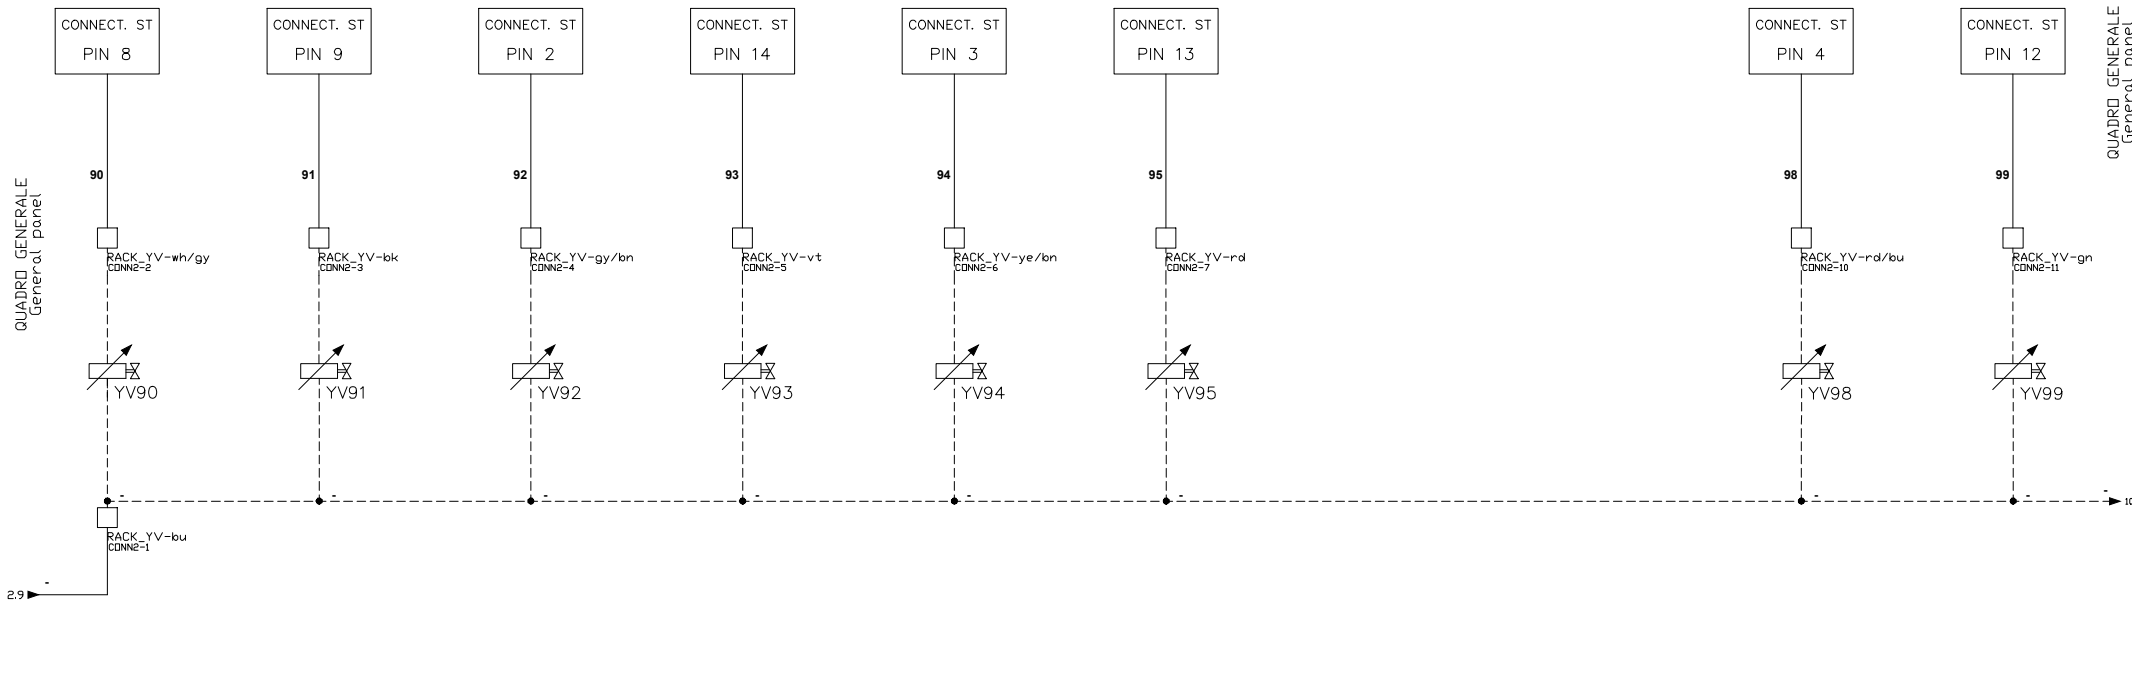 CONNECT. ST
PIN 8
CONNECT. ST
PIN 9
CONNECT. ST
PIN 2
CONNECT. ST
PIN 14
CONNECT. ST
PIN 3
CONNECT. ST
PIN 13
CONNECT. ST
PIN 4
CONNECT. ST
PIN 12
QUADRO GENERALE
General panel
QUADRO GENERALE
General panel
90
91
92
93
94
95
98
99
RACK_YV-wh/gy
CONN2-2
RACK_YV-bk
CONN2-3
RACK_YV-gy/bn
CONN2-4
RACK_YV-vt
CONN2-5
RACK_YV-ye/bn
CONN2-6
RACK_YV-rd
CONN2-7
RACK_YV-rd/bu
CONN2-10
RACK_YV-gn
CONN2-11
YV90
YV91
YV92
YV93
YV94
YV95
YV98
YV99
-
-
-
-
-
-
-
-
-
RACK_YV-bu
CONN2-1
-
2.9